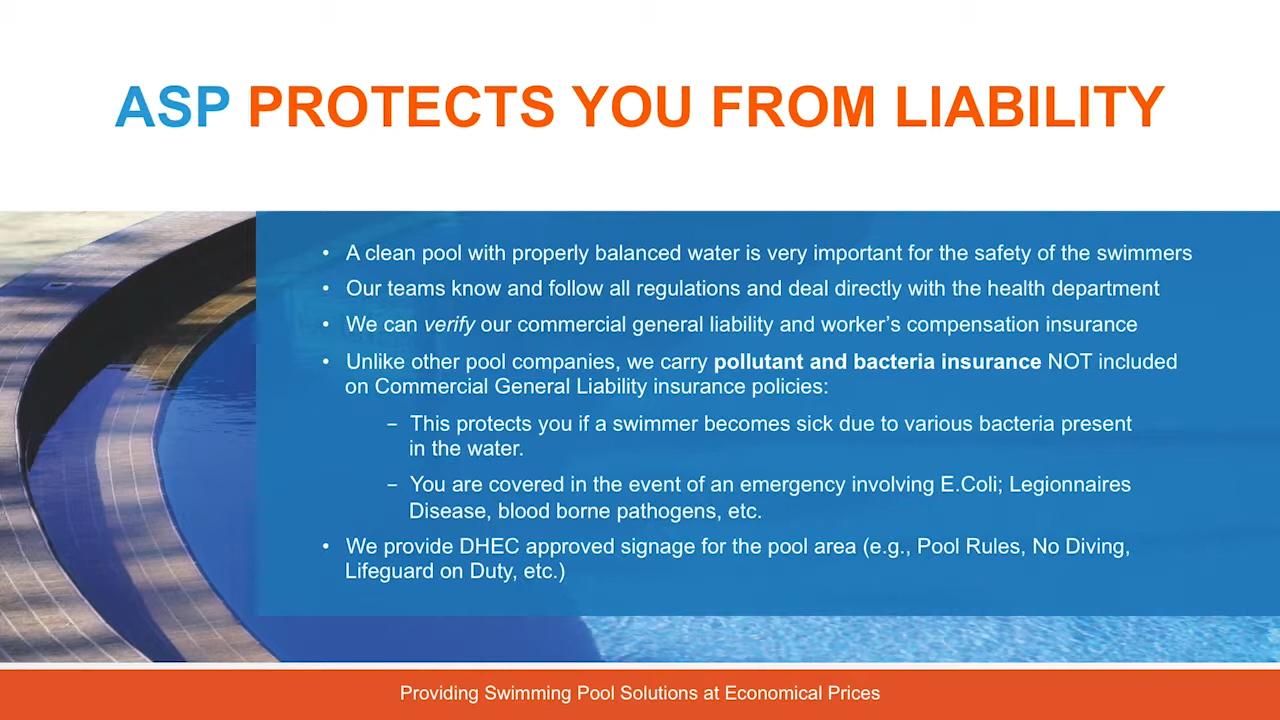 ASP PROTECTS YOU FROM LIABILITY
• A clean pool with properly balanced water is very important for the safety of the swimmers
• Our teams know and follow all regulations and deal directly with the health department
• We can verify our commercial general liability and worker’s compensation insurance
• Unlike other pool companies, we carry pollutant and bacteria insurance NOT included
on Commercial General Liability insurance policies:
– This protects you if a swimmer becomes sick due to various bacteria present
in the water.
– You are covered in the event of an emergency involving E.Coli; Legionnaires
Disease, blood borne pathogens, etc.
• We provide DHEC approved signage for the pool area (e.g., Pool Rules, No Diving,
Lifeguard on Duty, etc.)
Providing Swimming Pool Solutions at Economical Prices